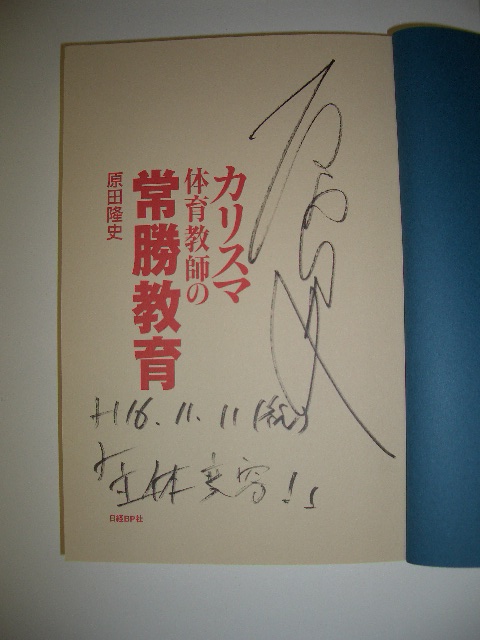 カリスマ
体育教師の
常勝教育
原田隆史
H16.11.11(祝)
主体変容!!
日経BP社